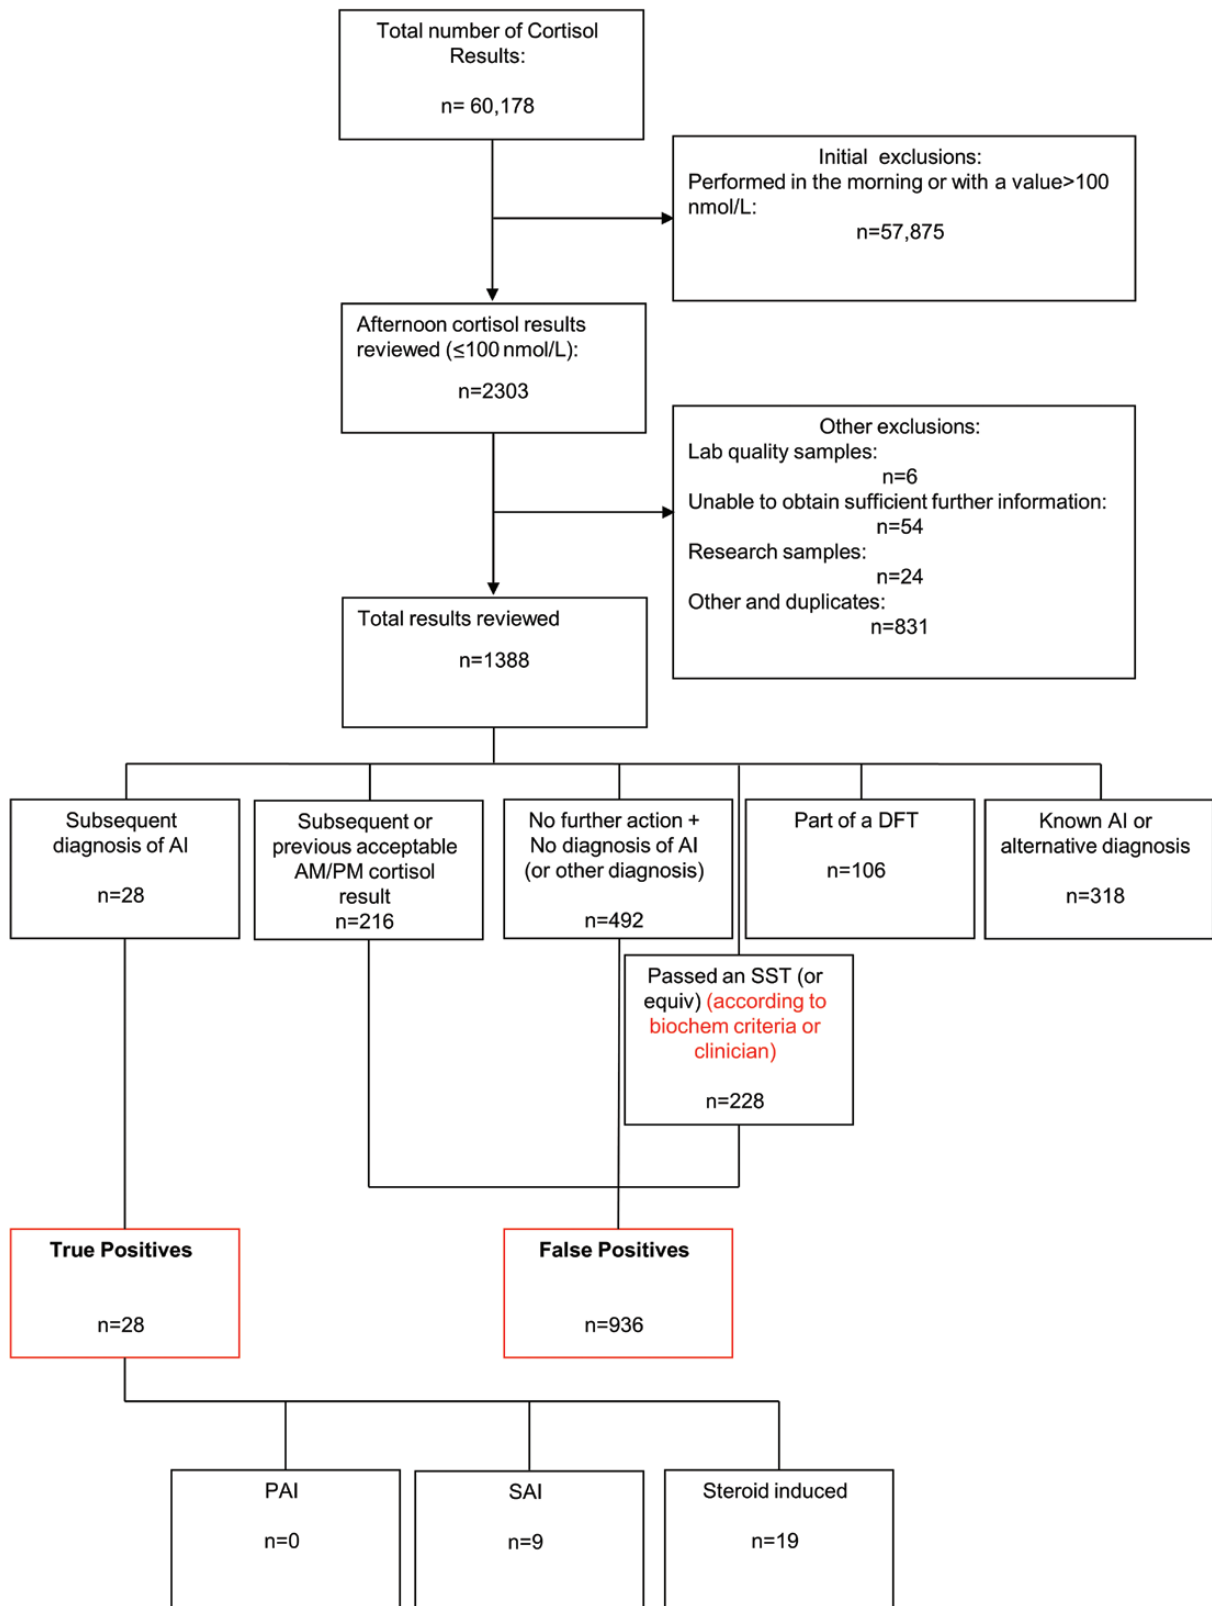 Total number of Cortisol
Results:
n= 60,178
Initial exclusions:
Performed in the morning or with a value>100
nmol/L:
n=57,875
Afternoon cortisol results
reviewed (≤100 nmol/L):
n=2303
Other exclusions:
Lab quality samples:
n=6
Unable to obtain sufficient further information:
n=54
Research samples:
n=24
Other and duplicates:
n=831
Total results reviewed
n=1388
Subsequent
diagnosis of AI
n=28
Subsequent or
previous acceptable
AM/PM cortisol
result
n=216
No further action +
No diagnosis of AI
(or other diagnosis)
n=492
Part of a DFT
n=106
Known AI or
alternative diagnosis
n=318
Passed an SST (or
equiv) (according to
biochem criteria or
clinician)
n=228
True Positives
n=28
False Positives
n=936
PAI
n=0
SAI
n=9
Steroid induced
n=19